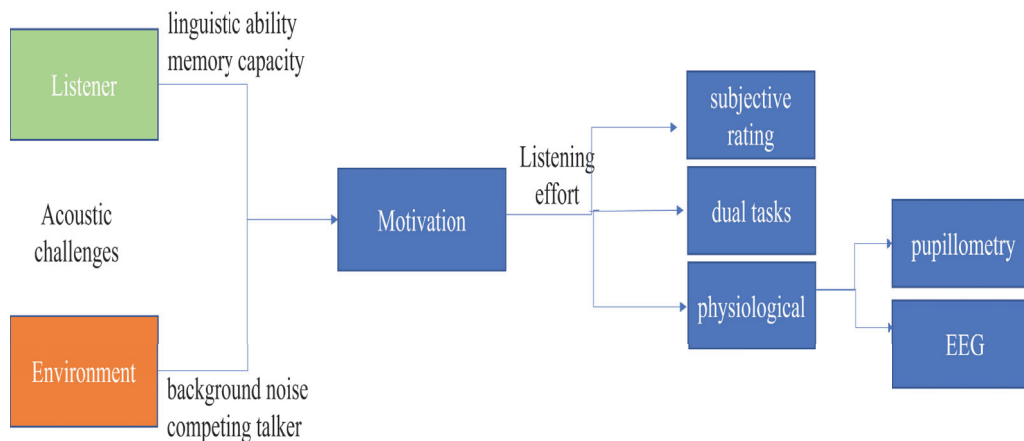 linguistic ability
memory capacity
Listener
Acoustic
challenges
Environment
background noise
competing talker
Motivation
Listening
effort
subjective
rating
dual tasks
physiological
pupillometry
EEG